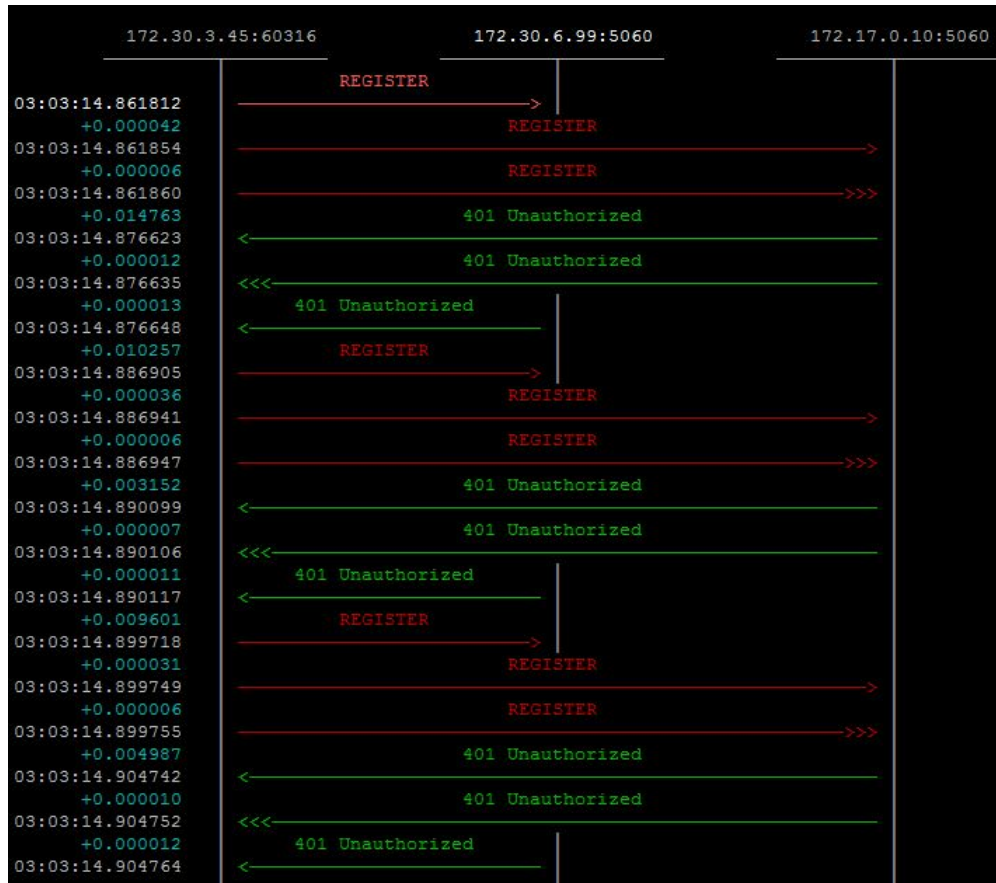 172.30.3.45:60316 172.30.6.99:5060 172.17.0.10:5060
REGISTER
03:03:14.861812
+0.000042 REGISTER
03:03:14.861854
+0.000006 REGISTER
03:03:14.861860 >>>
+0.014763 401 Unauthorized
03:03:14.876623
+0.000012 401 Unauthorized
03:03:14.876635 <<<
+0.000013 401 Unauthorized
03:03:14.876648
+0.010257 REGISTER
03:03:14.886905
+0.000036 REGISTER
03:03:14.886941
+0.000006 REGISTER
03:03:14.886947 >>>
+0.003152 401 Unauthorized
03:03:14.890099
+0.000007 401 Unauthorized
03:03:14.890106 <<<
+0.000011 401 Unauthorized
03:03:14.890117
+0.009601 REGISTER
03:03:14.899718
+0.000031 REGISTER
03:03:14.899749
+0.000006 REGISTER
03:03:14.899755 >>>
+0.004987 401 Unauthorized
03:03:14.904742
+0.000010 401 Unauthorized
03:03:14.904752 <<<
+0.000012 401 Unauthorized
03:03:14.904764